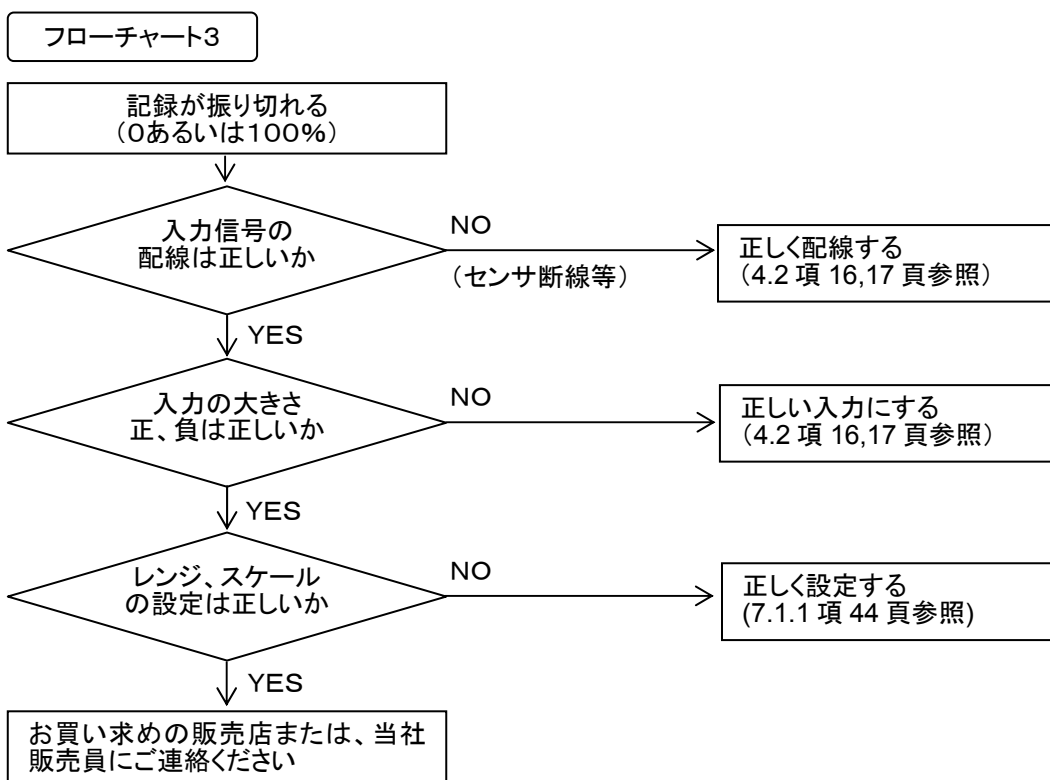 フローチャート３
記録が振り切れる
（０あるいは１００％）
入力信号の
配線は正しいか
ＮＯ
（センサ断線等）
正しく配線する
（4.2 項 16,17 頁参照）
ＹＥＳ
入力の大きさ
正、負は正しいか
ＮＯ
正しい入力にする
（4.2 項 16,17 頁参照）
ＹＥＳ
レンジ、スケール
の設定は正しいか
ＮＯ
正しく設定する
(7.1.1 項 44 頁参照)
ＹＥＳ
お買い求めの販売店または、当社
販売員にご連絡ください